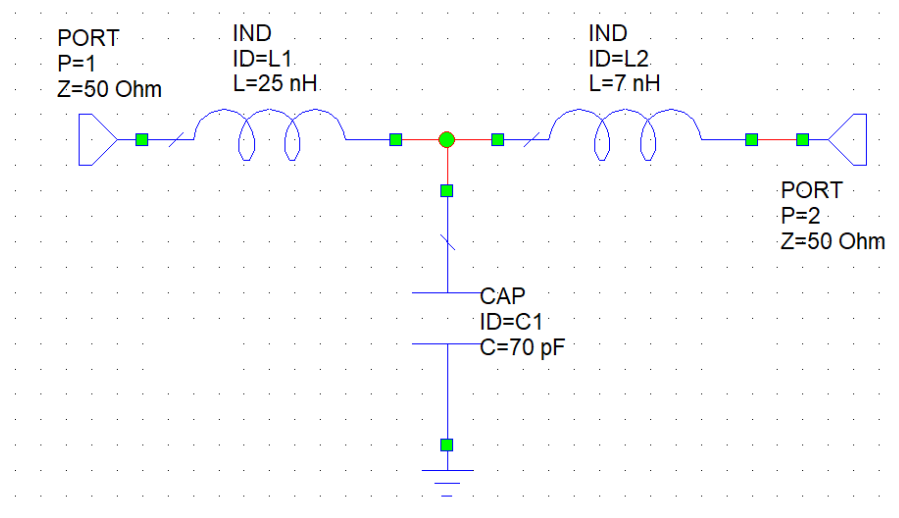 PORT
P=1
Z=50 Ohm
IND
ID=L1
L=25 nH
IND
ID=L2
L=7 nH
PORT
P=2
Z=50 Ohm
CAP
ID=C1
C=70 pF